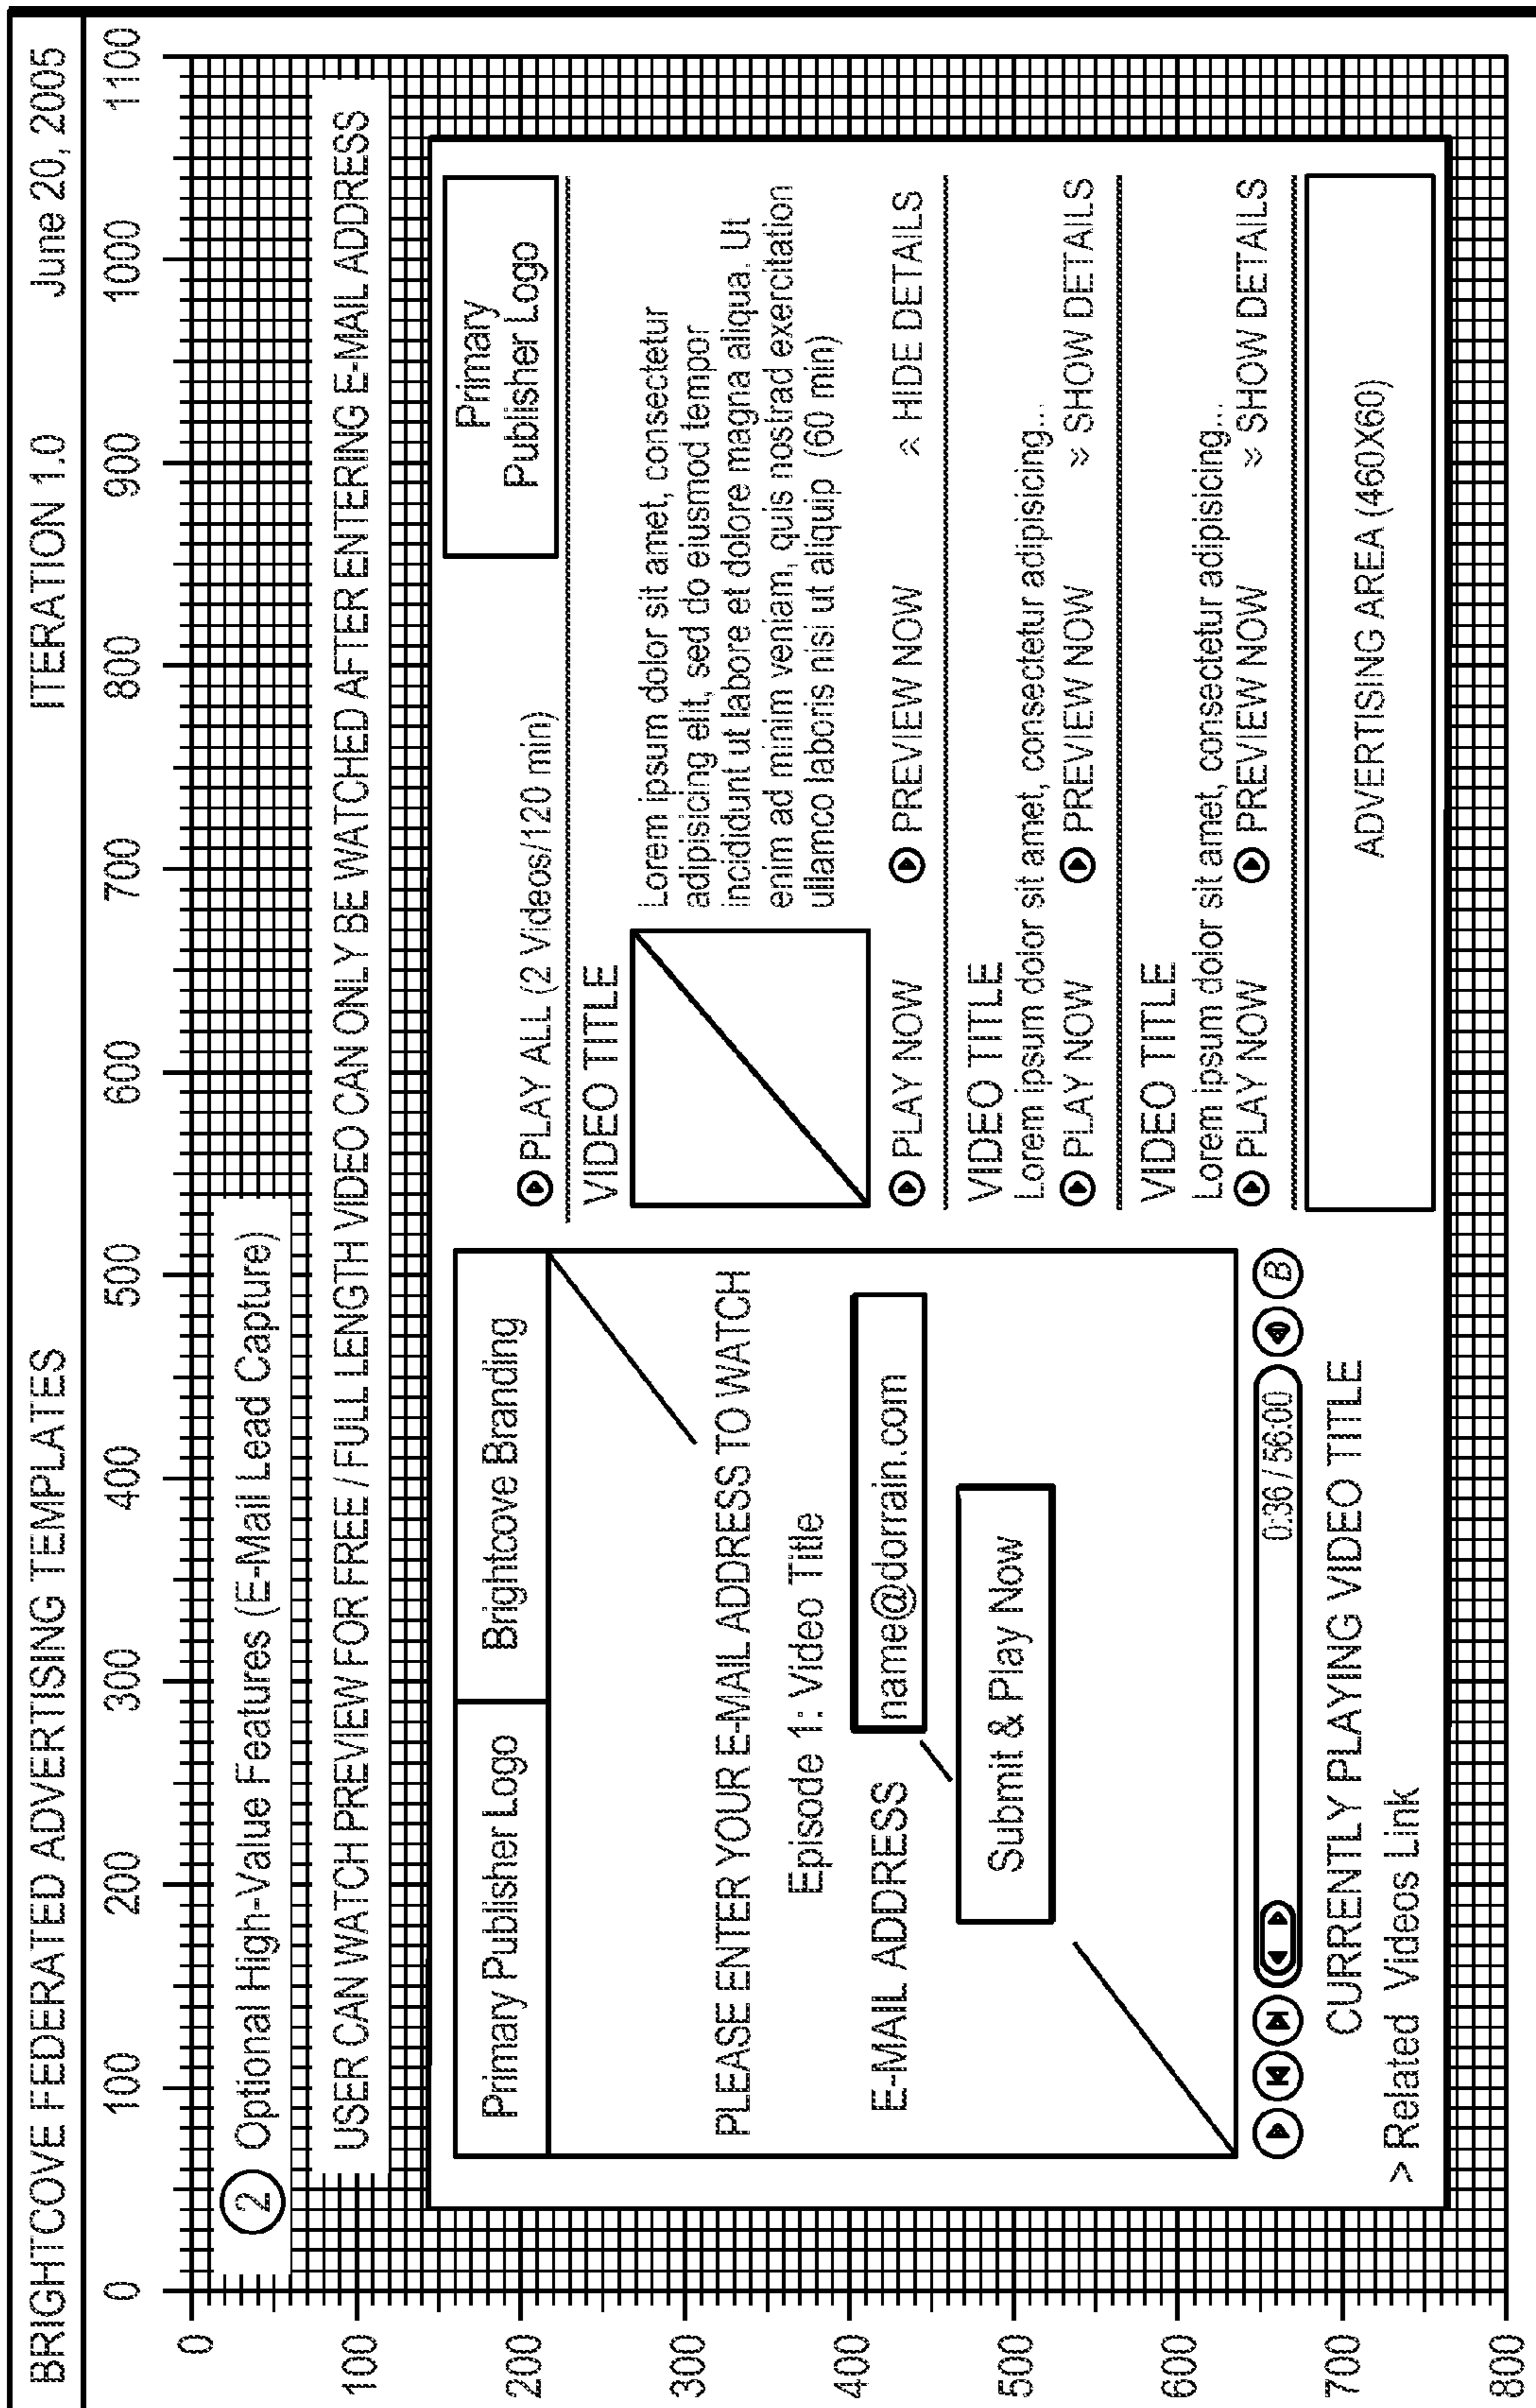 BRIGHTCOVE FEDERATED ADVERTISING TEMPLATES ITERATION 1.0 June 20, 2005
0 100 200 300 400 500 600 700 800 900 1000 1100
0
100
200
300
400
500
600
700
800
2 Optional High-Value Features (E-Mail Lead Capture)
USER CAN WATCH PREVIEW FOR FREE / FULL LENGTH VIDEO CAN ONLY BE WATCHED AFTER ENTERING E-MAIL ADDRESS
Primary Publisher Logo
Brightcove Branding
PLEASE ENTER YOUR E-MAIL ADDRESS TO WATCH
Episode 1: Video Title
E-MAIL ADDRESS
name@domain.com
Submit & Play Now
0:36 / 56:00
B
CURRENTLY PLAYING VIDEO TITLE
> Related Videos Link
Primary
Publisher Logo
PLAY ALL (2 Videos/120 min)
VIDEO TITLE
Lorem ipsum dolor sit amet, consectetur
adipisicing elit, sed do eiusmod tempor
incididunt ut labore et dolore magna aliqua. Ut
enim ad minim veniam, quis nostrad exercitation
ullamco laboris nisi ut aliquip (60 min)
PLAY NOW PREVIEW NOW HIDE DETAILS
VIDEO TITLE
Lorem ipsum dolor sit amet, consectetur adipisicing...
PLAY NOW PREVIEW NOW SHOW DETAILS
VIDEO TITLE
Lorem ipsum dolor sit amet, consectetur adipisicing...
PLAY NOW PREVIEW NOW SHOW DETAILS
ADVERTISING AREA (460X60)